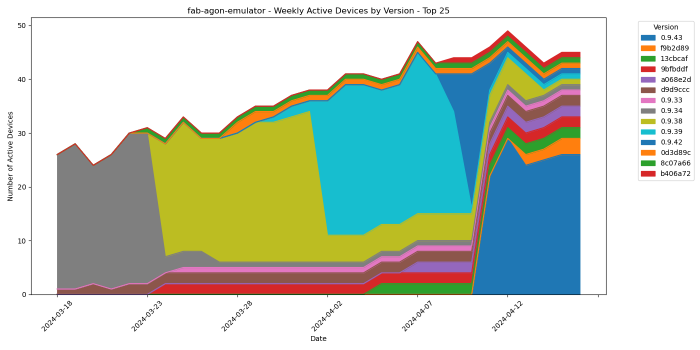 fab-agon-emulator - Weekly Active Devices by Version - Top 25
Number of Active Devices
50
40
30
20
10
0
2024-03-18
2024-03-23
2024-03-28
2024-04-02
2024-04-07
2024-04-12
Date
Version
0.9.43
f9b2d89
13cbcaf
9bfbddf
a068e2d
d9d9ccc
0.9.33
0.9.34
0.9.38
0.9.39
0.9.42
0d3d89c
8c07a66
b406a72